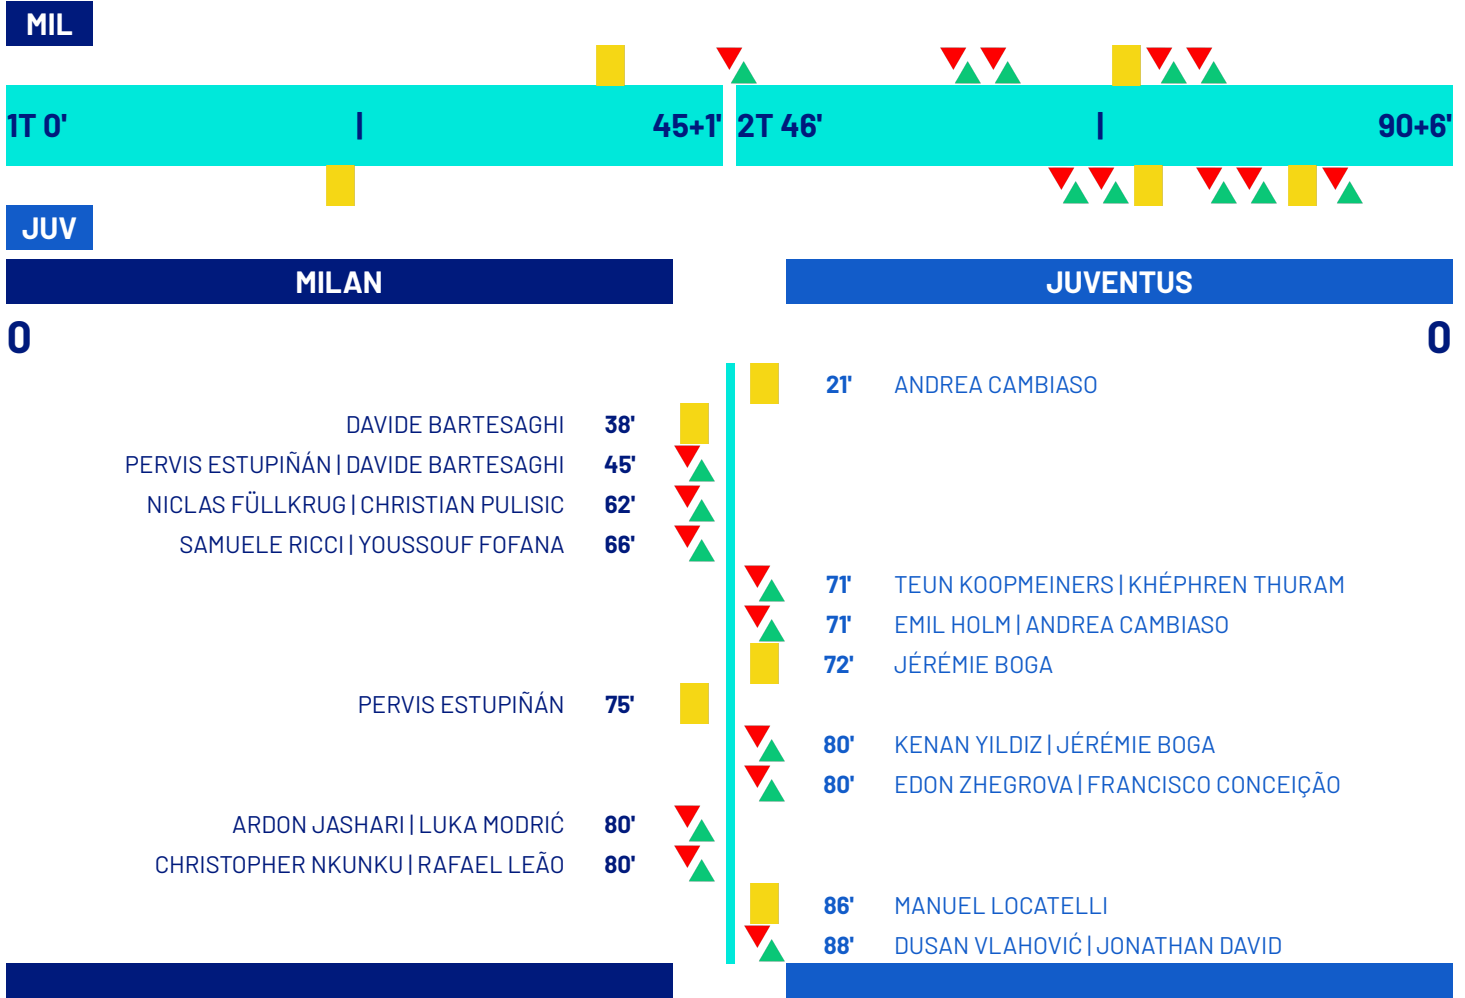 MIL
1T 0' | 45+1' 2T 46' | 90+6'
JUV
MILAN JUVENTUS
0 0
21' ANDREA CAMBIASO
DAVIDE BARTESAGHI 38'
PERVIS ESTUPIÑÁN | DAVIDE BARTESAGHI 45'
NICLAS FÜLLKRUG | CHRISTIAN PULISIC 62'
SAMUELE RICCI | YOUSSOUF FOFANA 66'
71' TEUN KOOPMEINERS | KHÉPHREN THURAM
71' EMIL HOLM | ANDREA CAMBIASO
72' JÉRÉMIE BOGA
PERVIS ESTUPIÑÁN 75'
80' KENAN YILDIZ | JÉRÉMIE BOGA
80' EDON ZHEGROVA | FRANCISCO CONCEIÇÃO
ARDON JASHARI | LUKA MODRIĆ 80'
CHRISTOPHER NKUNKU | RAFAEL LEÃO 80'
86' MANUEL LOCATELLI
88' DUSAN VLAHOVIĆ | JONATHAN DAVID